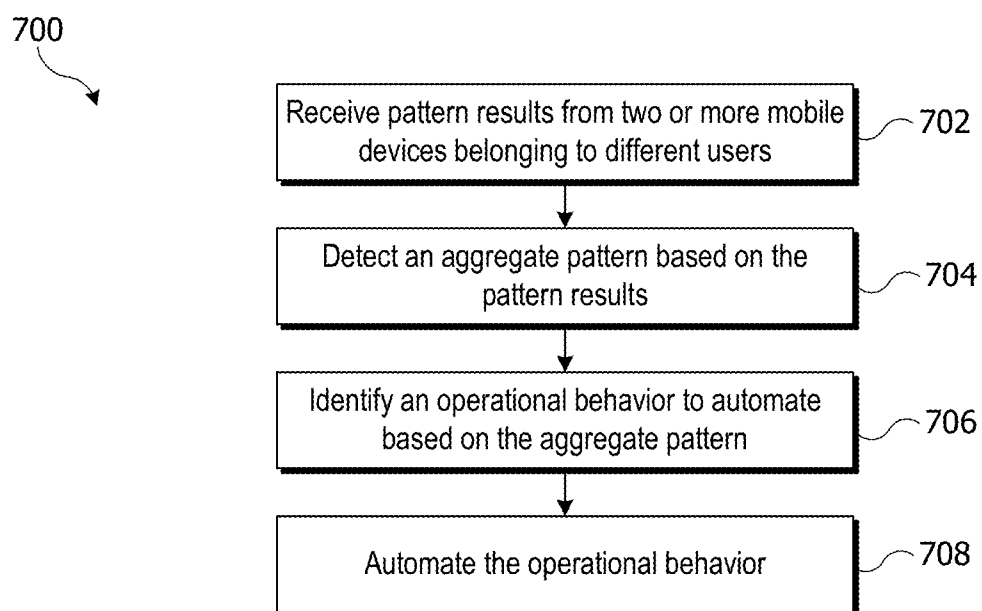 700
Receive pattern results from two or more mobile
devices belonging to different users
702
Detect an aggregate pattern based on the
pattern results
704
Identify an operational behavior to automate
based on the aggregate pattern
706
Automate the operational behavior
708